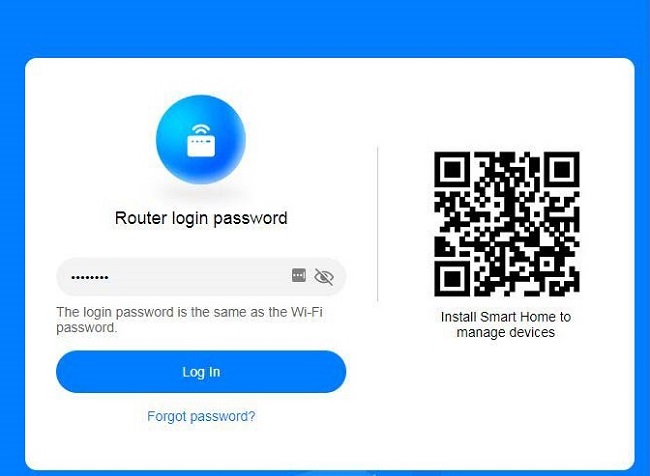 Router login password
••••••••
The login password is the same as the Wi-Fi
password.
Log In
Forgot password?
Install Smart Home to
manage devices